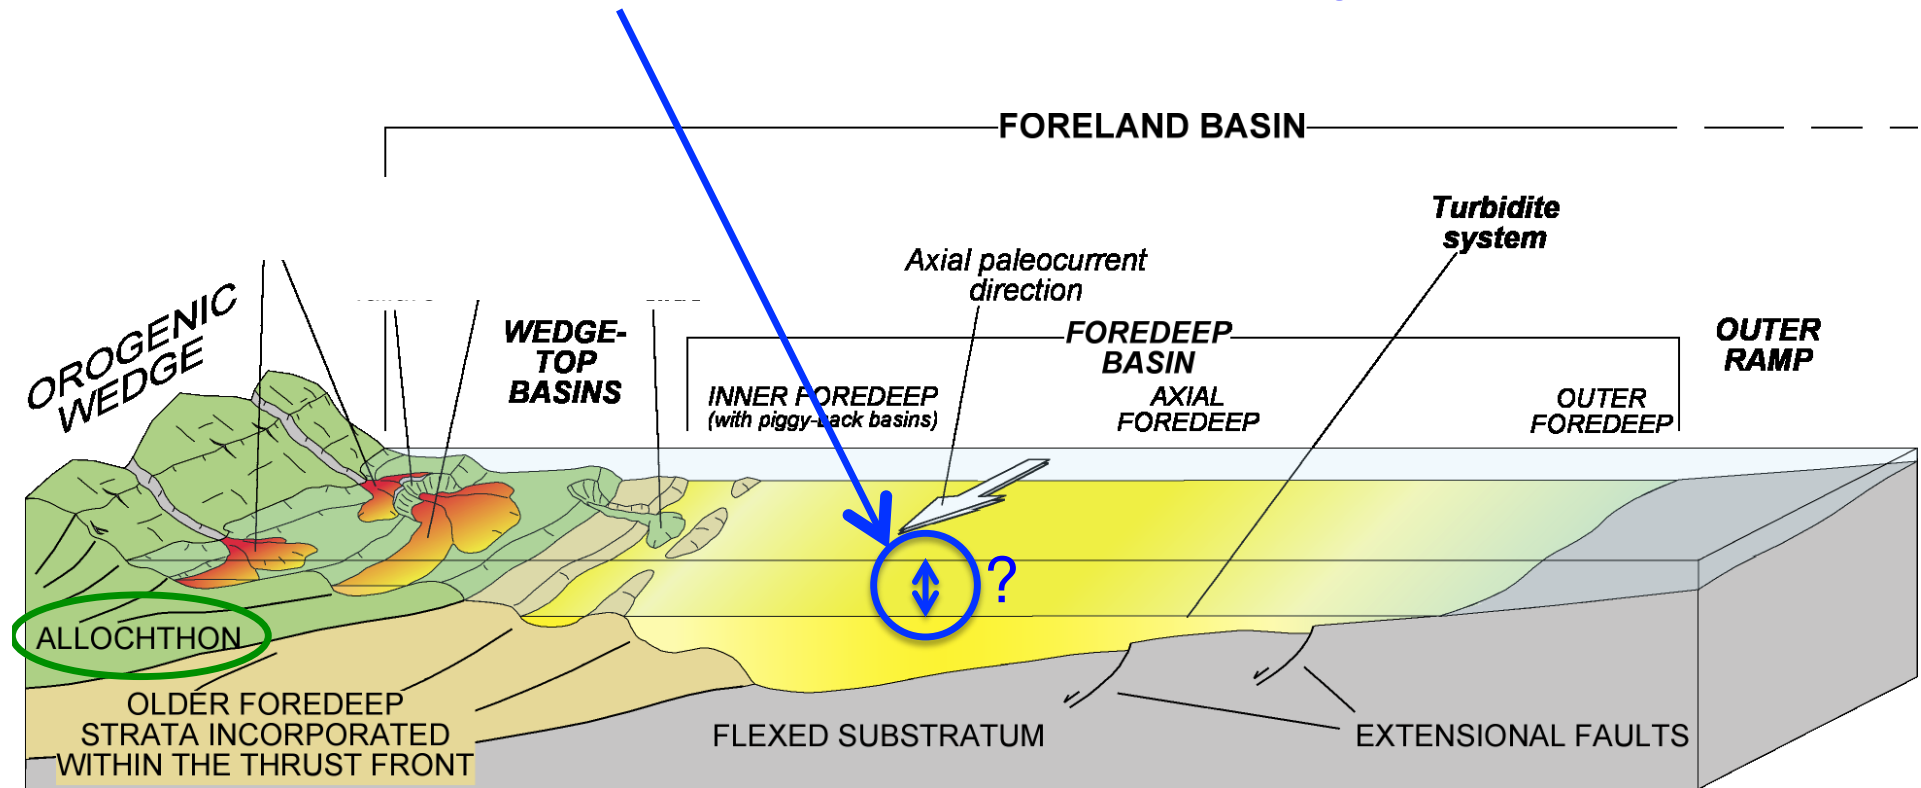 FORELAND BASIN
Turbidite
system
Axial paleocurrent
direction
OROGENIC
WEDGE
WEDGE-
TOP
BASINS
FOREDEEP
BASIN
OUTER
RAMP
INNER FOREDEEP
(with piggy-back basins)
AXIAL
FOREDEEP
OUTER
FOREDEEP
?
ALLOCHTHON
OLDER FOREDEEP
STRATA INCORPORATED
WITHIN THE THRUST FRONT
FLEXED SUBSTRATUM
EXTENSIONAL FAULTS